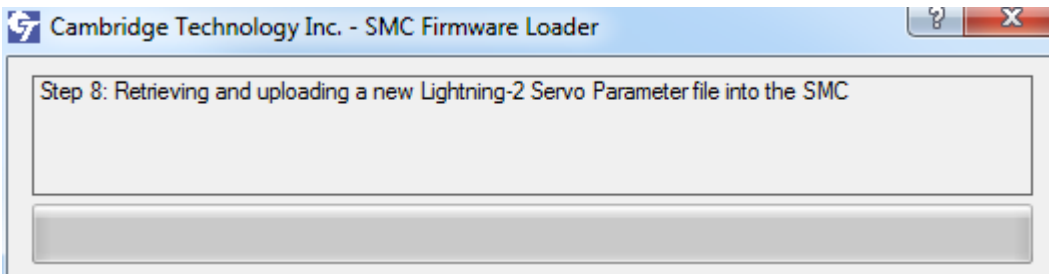 Cambridge Technology Inc. - SMC Firmware Loader
Step 8: Retrieving and uploading a new Lightning-2 Servo Parameter file into the SMC